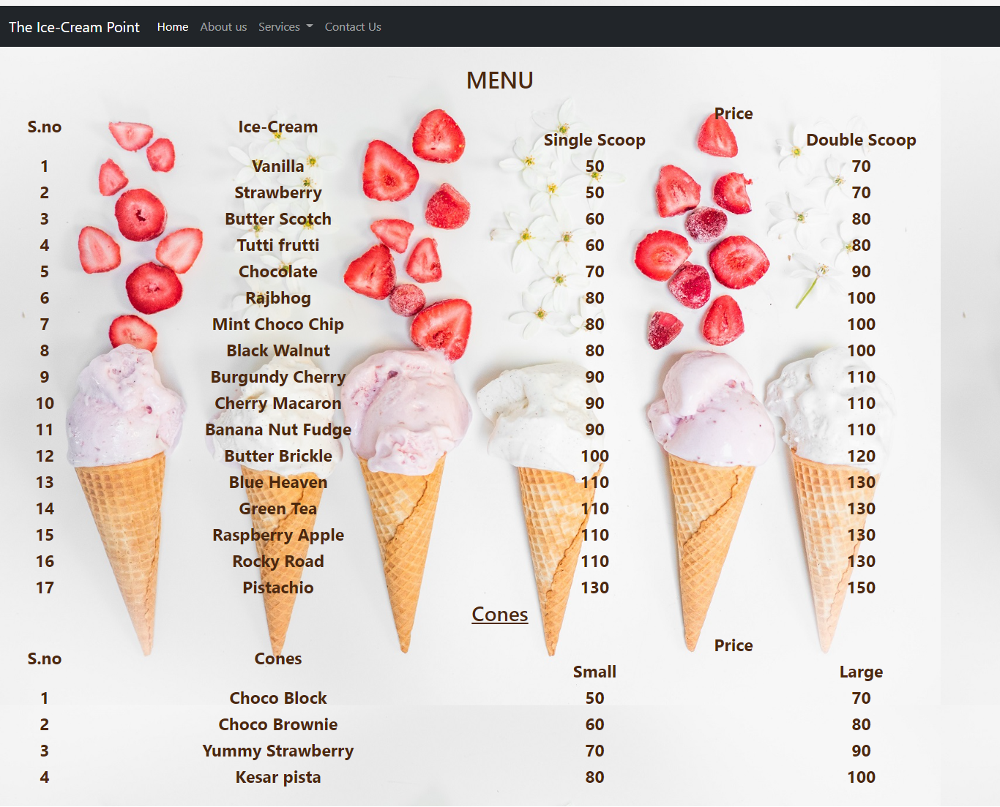 The Ice-Cream Point Home About us Services Contact Us
MENU
S.no Ice-Cream Price
Single Scoop Double Scoop
1 Vanilla 50 70
2 Strawberry 50 70
3 Butter Scotch 60 80
4 Tutti frutti 60 80
5 Chocolate 70 90
6 Rajbhog 80 100
7 Mint Choco Chip 80 100
8 Black Walnut 80 100
9 Burgundy Cherry 90 110
10 Cherry Macaron 90 110
11 Banana Nut Fudge 90 110
12 Butter Brickle 100 120
13 Blue Heaven 110 130
14 Green Tea 110 130
15 Raspberry Apple 110 130
16 Rocky Road 110 130
17 Pistachio 130 150
Cones
S.no Cones Price
Small Large
1 Choco Block 50 70
2 Choco Brownie 60 80
3 Yummy Strawberry 70 90
4 Kesar pista 80 100